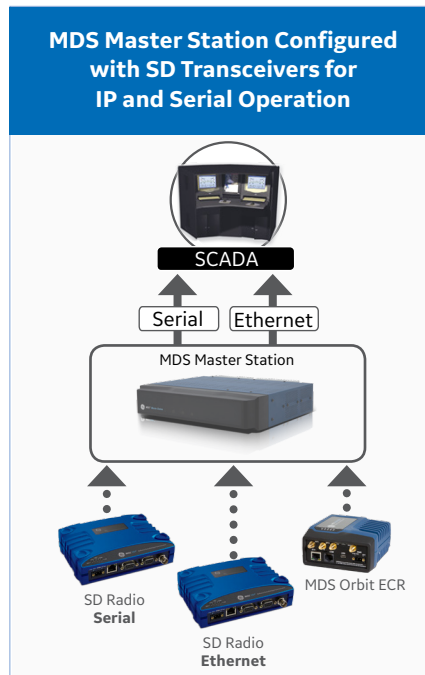 MDS Master Station Configured
with SD Transceivers for
IP and Serial Operation
SCADA
Serial
Ethernet
MDS Master Station
SD Radio
Serial
SD Radio
Ethernet
MDS Orbit ECR